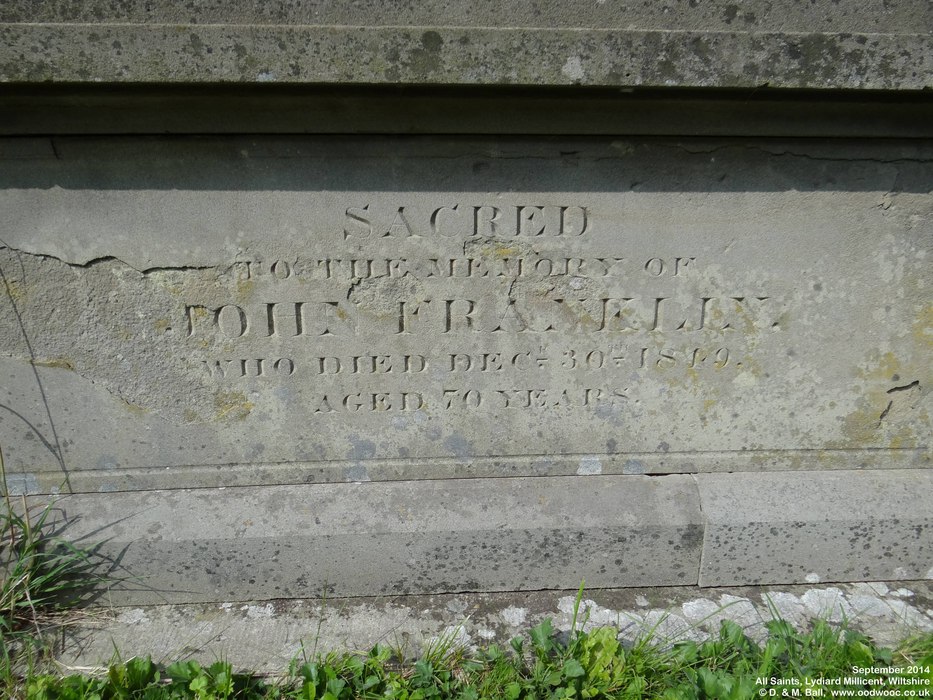 SACRED
TO THE MEMORY OF
JOHN FRANKLIN.
WHO DIED DECR 30TH 1849.
AGED 70 YEARS.
September 2014
All Saints, Lydiard Millicent, Wiltshire
© D. & M. Ball, www.oodwooc.co.uk